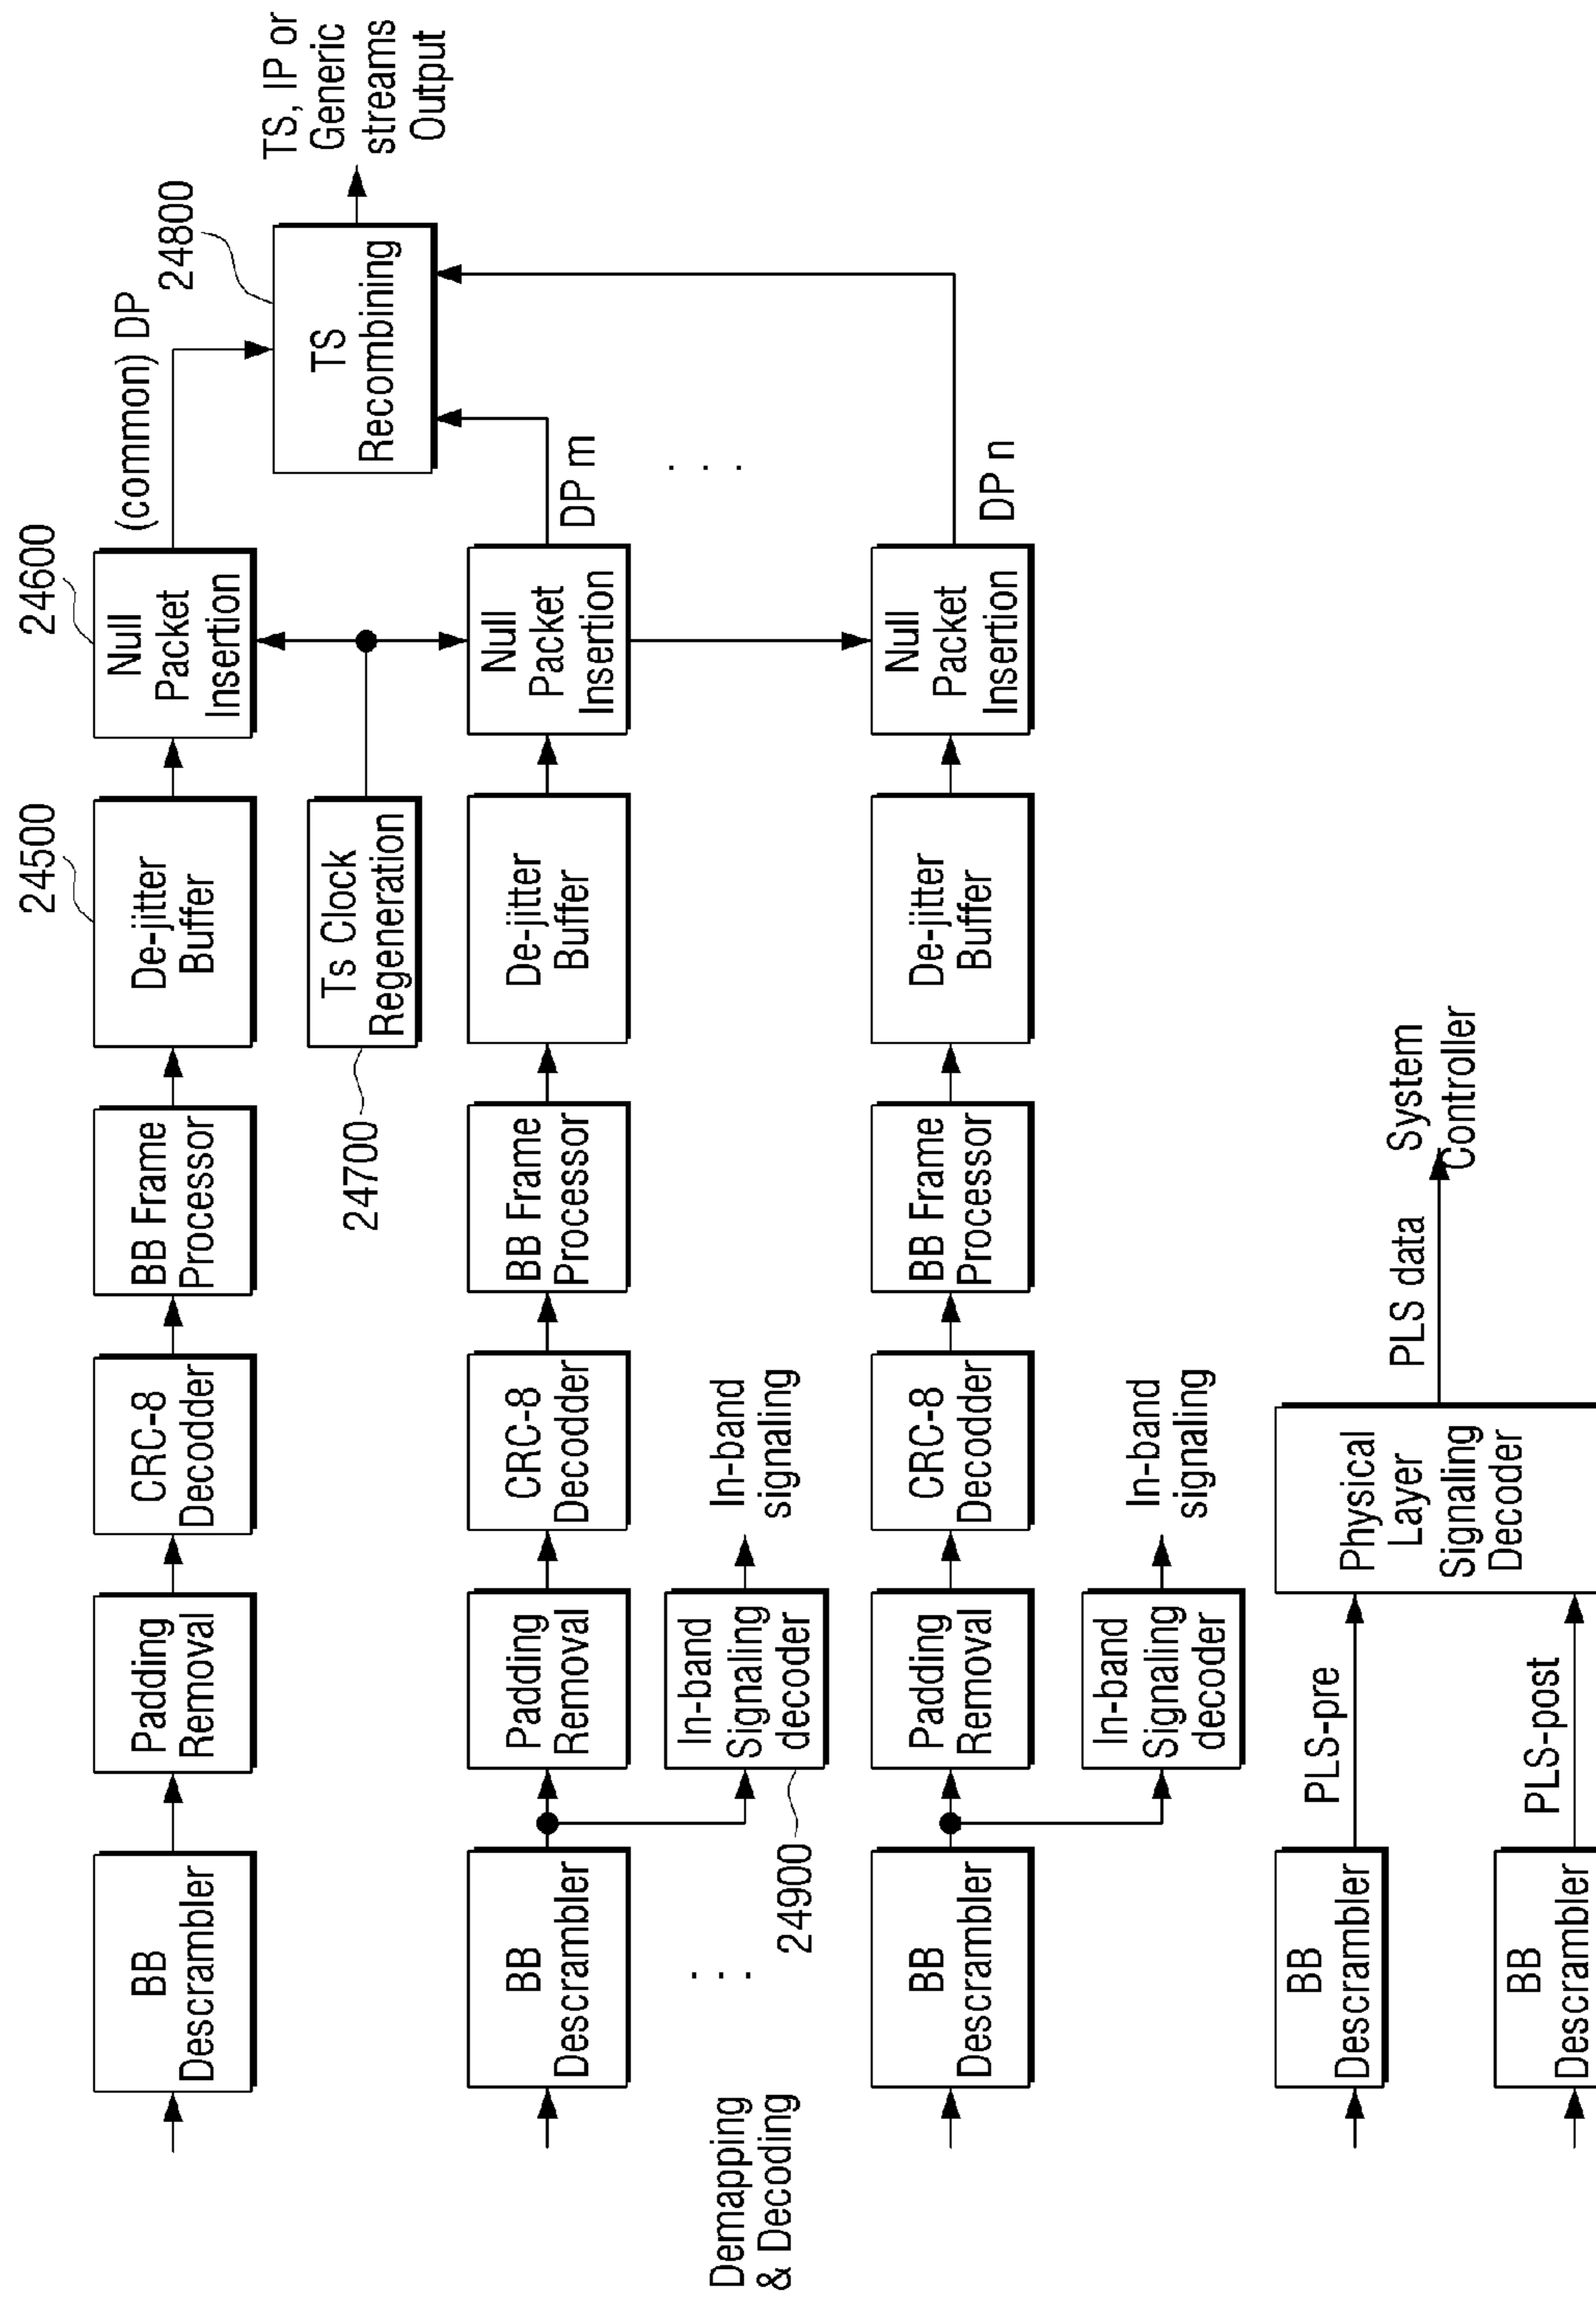 24500
24600
(common) DP
24800
BB
Descrambler
Padding
Removal
CRC-8
Decodder
BB Frame
Processor
De-jitter
Buffer
Null
Packet
Insertion
TS
Recombining
TS, IP or
Generic
streams
Output
24700
Ts Clock
Regeneration
BB
Descrambler
Padding
Removal
CRC-8
Decodder
BB Frame
Processor
De-jitter
Buffer
Null
Packet
Insertion
DP m
. . .
In-band
Signaling
decoder
In-band
signaling
24900
. . .
Demapping
& Decoding
BB
Descrambler
Padding
Removal
CRC-8
Decodder
BB Frame
Processor
De-jitter
Buffer
Null
Packet
Insertion
DP n
In-band
Signaling
decoder
In-band
signaling
BB
Descrambler
PLS-pre
Physical
Layer
Signaling
Decoder
PLS data
System
Controller
BB
Descrambler
PLS-post